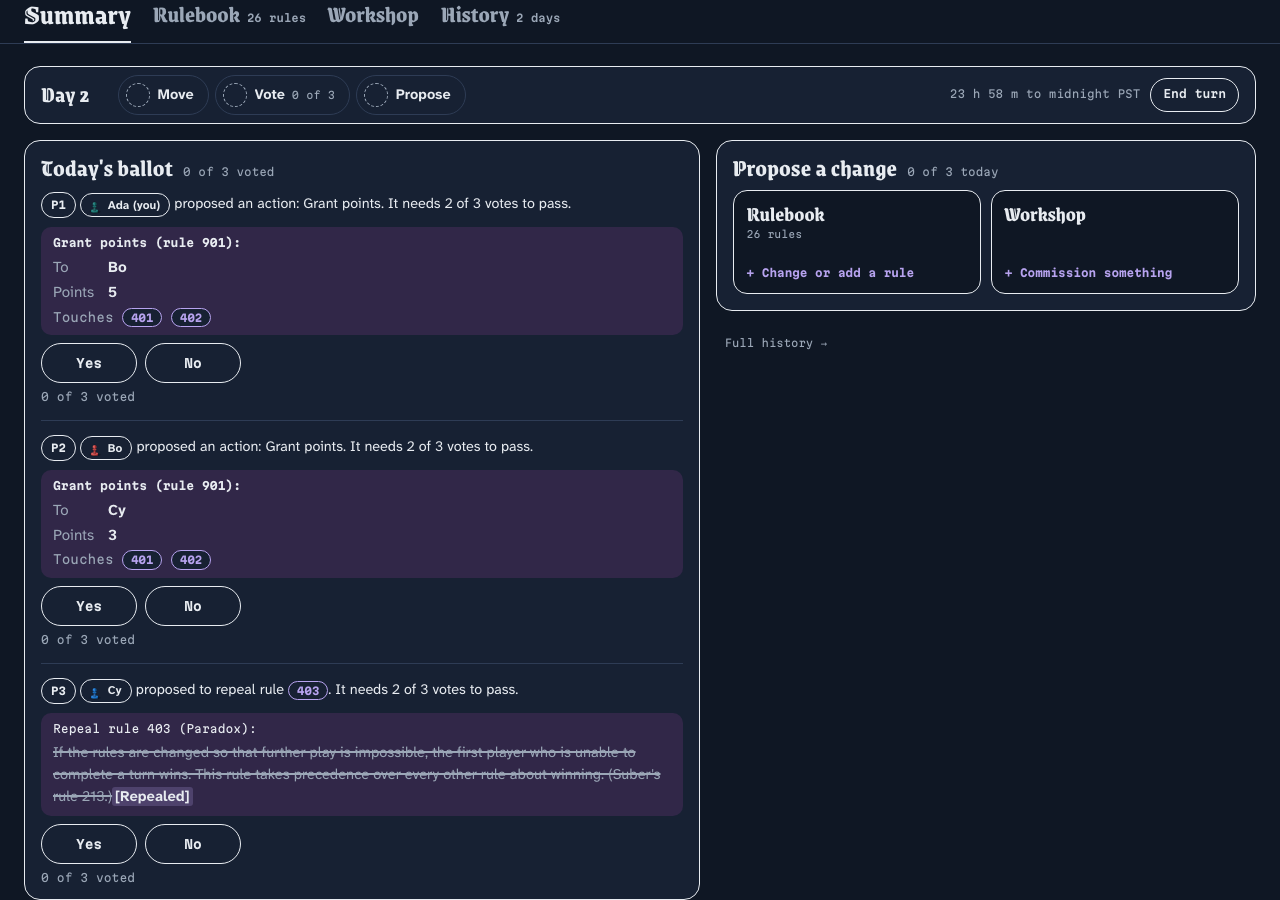 Summary Rulebook 26 rules Workshop History 2 days
Day 2 Move Vote 0 of 3 Propose 23 h 58 m to midnight PST End turn
Today's ballot 0 of 3 voted
P1 Ada (you) proposed an action: Grant points. It needs 2 of 3 votes to pass.
Grant points (rule 901):
To Bo
Points 5
Touches 401 402
Yes No
0 of 3 voted
P2 Bo proposed an action: Grant points. It needs 2 of 3 votes to pass.
Grant points (rule 901):
To Cy
Points 3
Touches 401 402
Yes No
0 of 3 voted
P3 Cy proposed to repeal rule 403. It needs 2 of 3 votes to pass.
Repeal rule 403 (Paradox):
If the rules are changed so that further play is impossible, the first player who is unable to
complete a turn wins. This rule takes precedence over every other rule about winning. (Suber's
rule 213.) [Repealed]
Yes No
0 of 3 voted
Propose a change 0 of 3 today
Rulebook
26 rules
+ Change or add a rule
Workshop
+ Commission something
Full history →